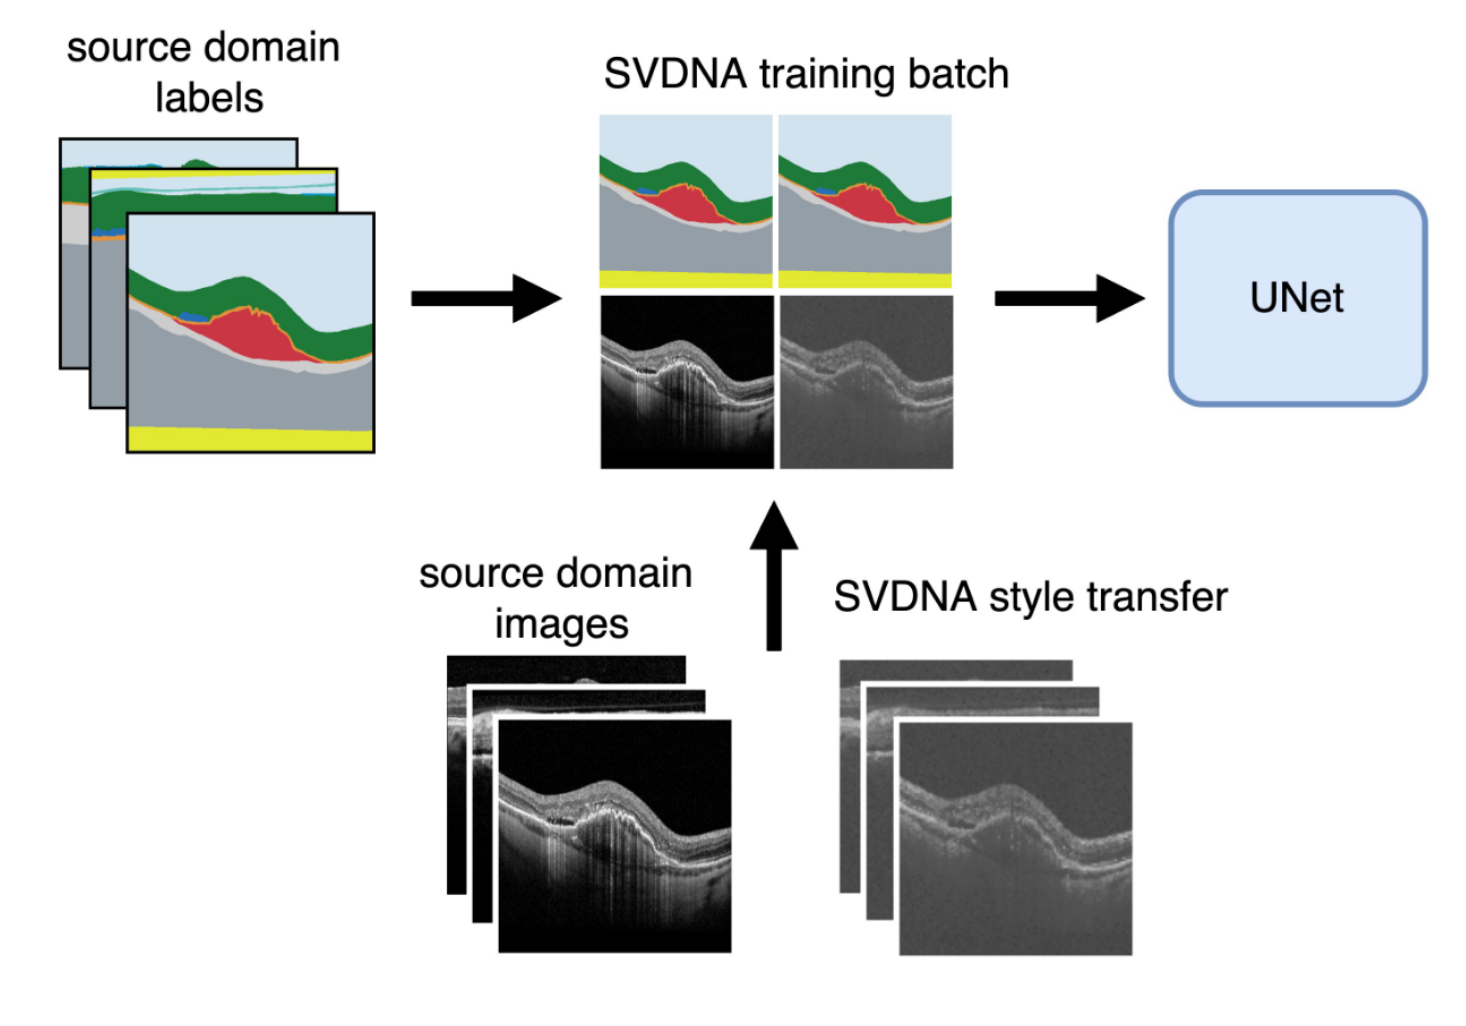 source domain
labels
SVDNA training batch
UNet
source domain
images
SVDNA style transfer